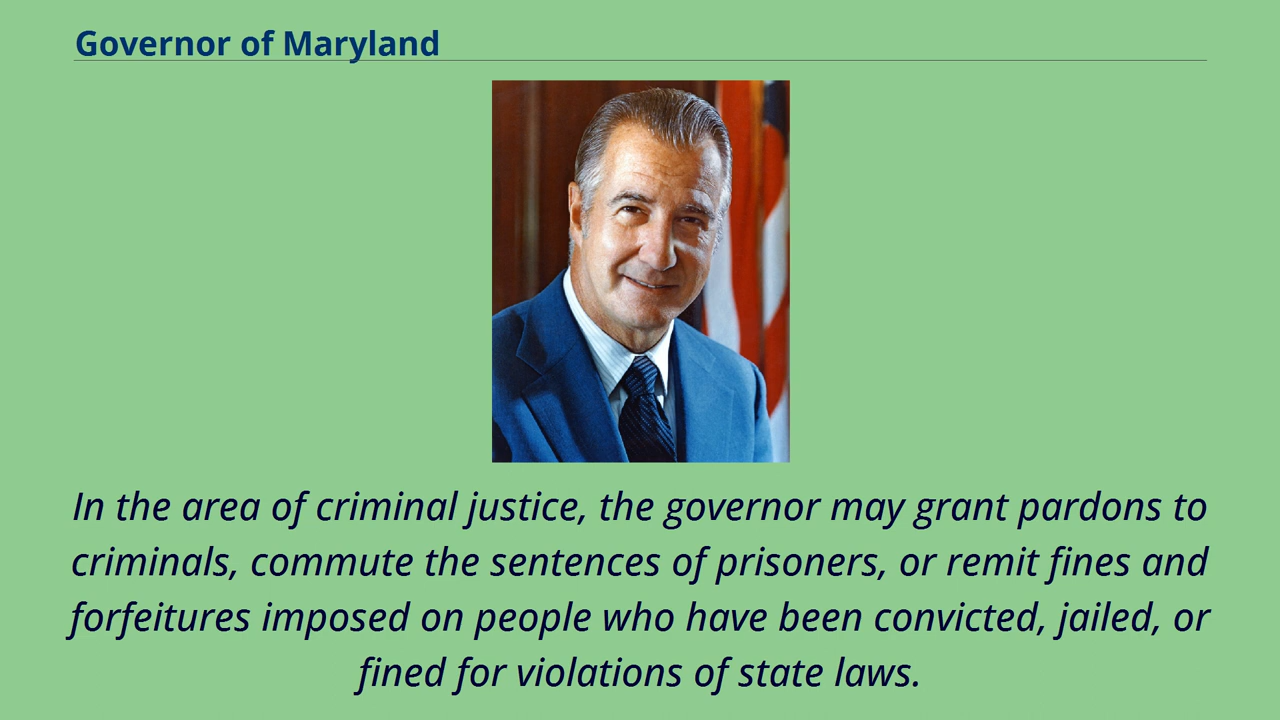 Governor of Maryland
In the area of criminal justice, the governor may grant pardons to
criminals, commute the sentences of prisoners, or remit fines and
forfeitures imposed on people who have been convicted, jailed, or
fined for violations of state laws.